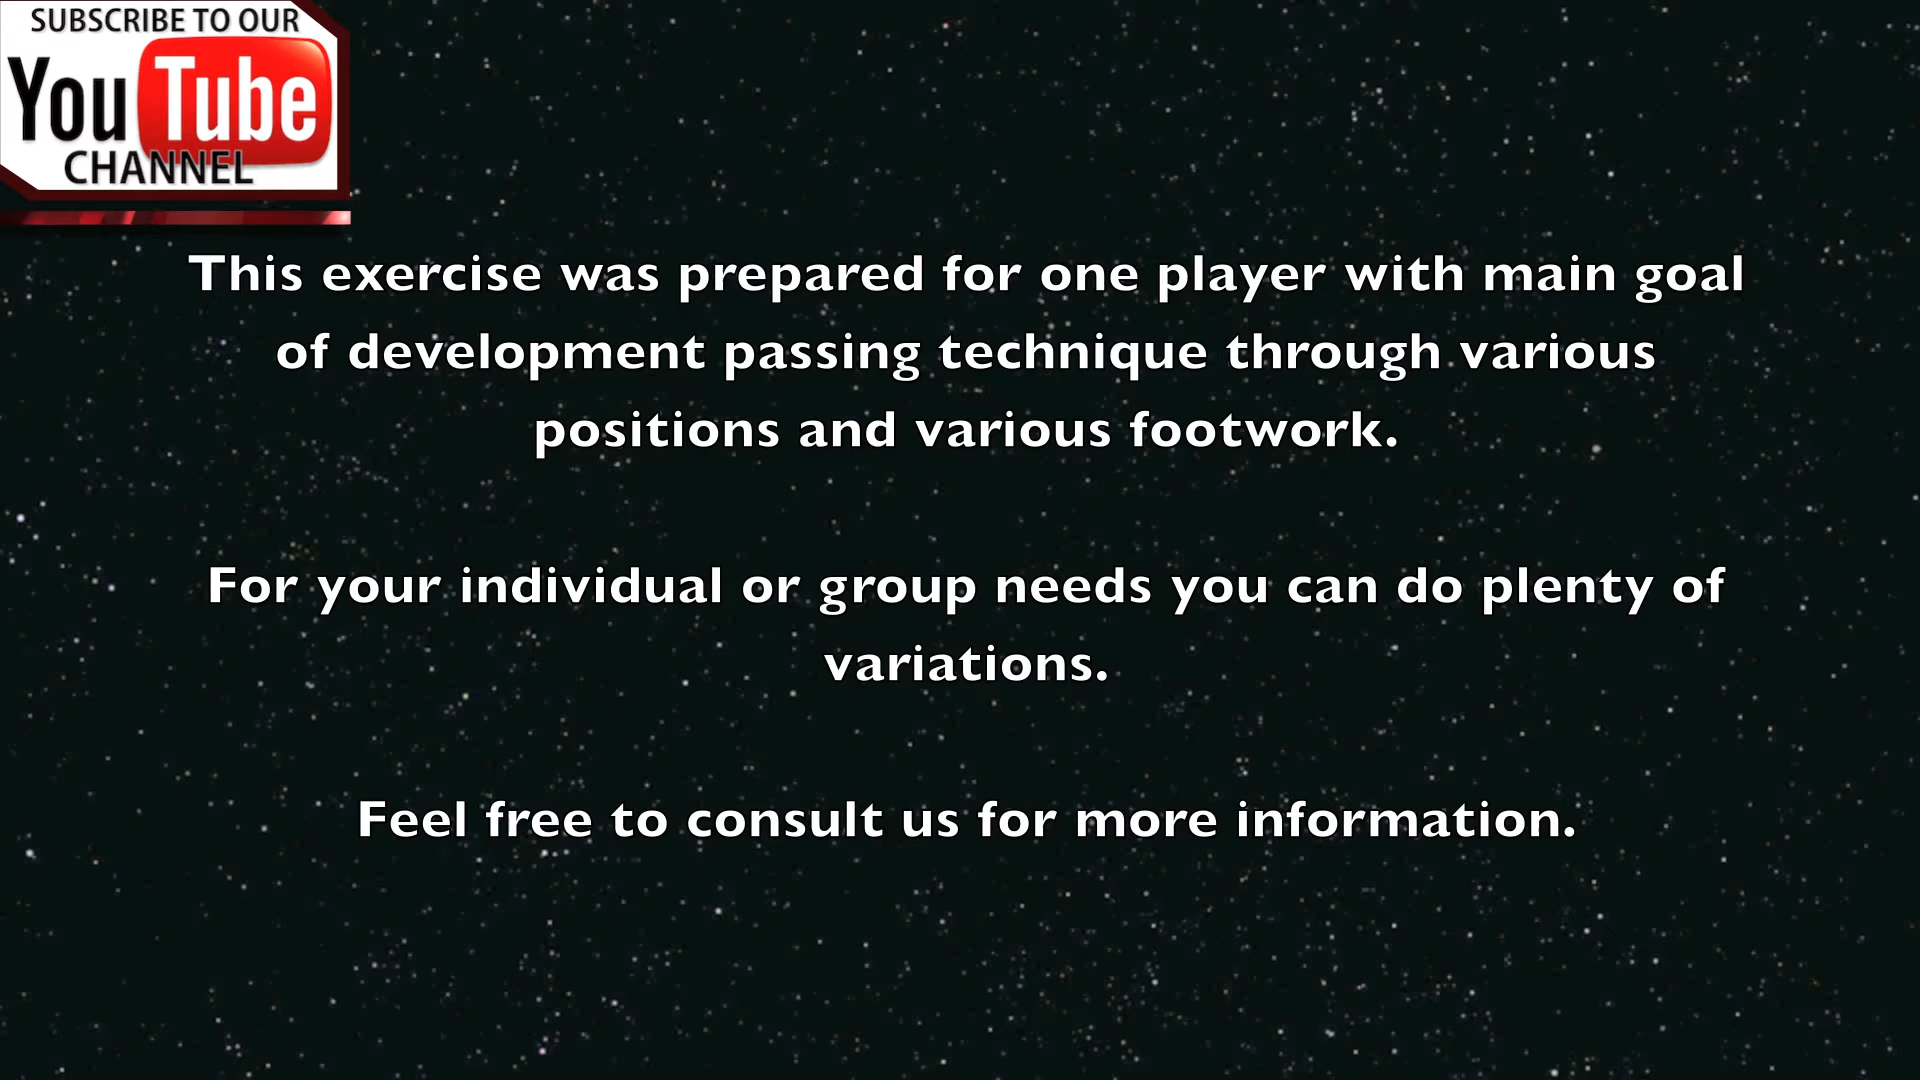 SUBSCRIBE TO OUR
YouTube
CHANNEL
This exercise was prepared for one player with main goal
of development passing technique through various
positions and various footwork.
For your individual or group needs you can do plenty of
variations.
Feel free to consult us for more information.